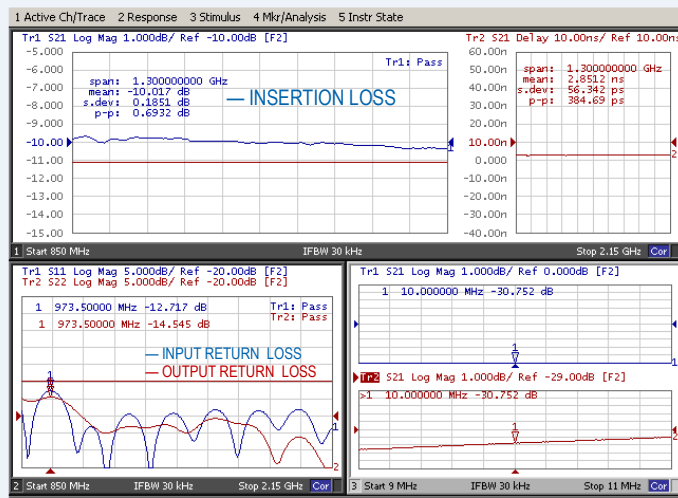 1 Active Ch/Trace 2 Response 3 Stimulus 4 Mkr/Analysis 5 Instr State
Tr1 S21 Log Mag 1.000dB/ Ref -10.00dB [F2]
-5.000
-6.000
-7.000
-8.000
-9.000
-10.00
-11.00
-12.00
-13.00
-14.00
-15.00
Tr1: Pass
span: 1.300000000 GHz
mean: -10.017 dB
s.dev: 0.1851 dB
p-p: 0.6932 dB
INSERTION LOSS
1
Tr2 S21 Delay 10.00ns/ Ref 10.00ns
60.00n
50.00n
40.00n
30.00n
20.00n
10.00n
0.000
-10.00n
-20.00n
-30.00n
-40.00n
span: 1.300000000 GHz
mean: 2.8512 ns
s.dev: 56.342 ps
p-p: 384.69 ps
2
1 Start 850 MHz IFBW 30 kHz Stop 2.15 GHz Cor
Tr1 S11 Log Mag 5.000dB/ Ref -20.00dB [F2]
Tr2 S22 Log Mag 5.000dB/ Ref -20.00dB [F2]
1 973.50000 MHz -12.717 dB
1 973.50000 MHz -14.545 dB
Tr1: Pass
Tr2: Pass
INPUT RETURN LOSS
OUTPUT RETURN LOSS
1
1
2
2 Start 850 MHz IFBW 30 kHz Stop 2.15 GHz Cor
Tr1 S21 Log Mag 1.000dB/ Ref 0.000dB [F2]
1 10.000000 MHz -30.752 dB
1
1
Tr2 S21 Log Mag 1.000dB/ Ref -29.00dB [F2]
>1 10.000000 MHz -30.752 dB
1
2
3 Start 9 MHz IFBW 30 kHz Stop 11 MHz Cor